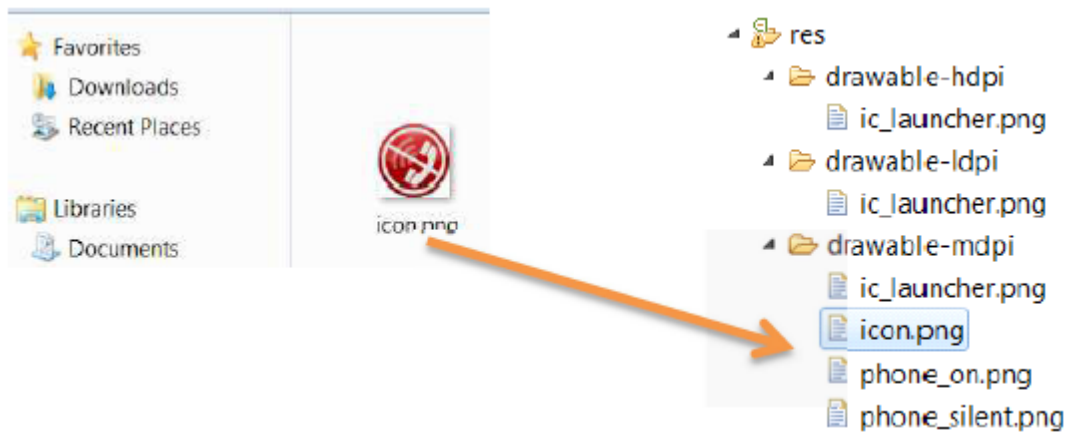 Favorites
Downloads
Recent Places
Libraries
Documents
icon.png
res
drawable-hdpi
ic_launcher.png
drawable-ldpi
ic_launcher.png
drawable-mdpi
ic_launcher.png
icon.png
phone_on.png
phone_silent.png